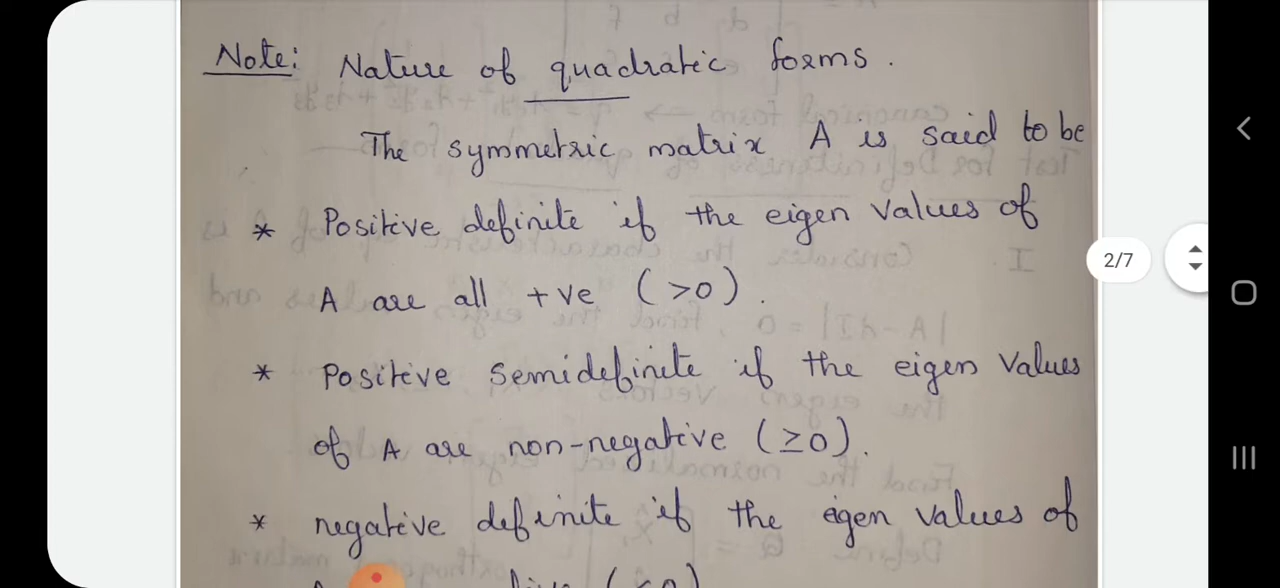 Note: Nature of quadratic forms.
The symmetric matrix A is said to be
* Positive definite if the eigen values of
A are all +ve (>0).
* Positive semidefinite if the eigen values
of A are non-negative (≥0).
* negative definite if the eigen values of
2/7